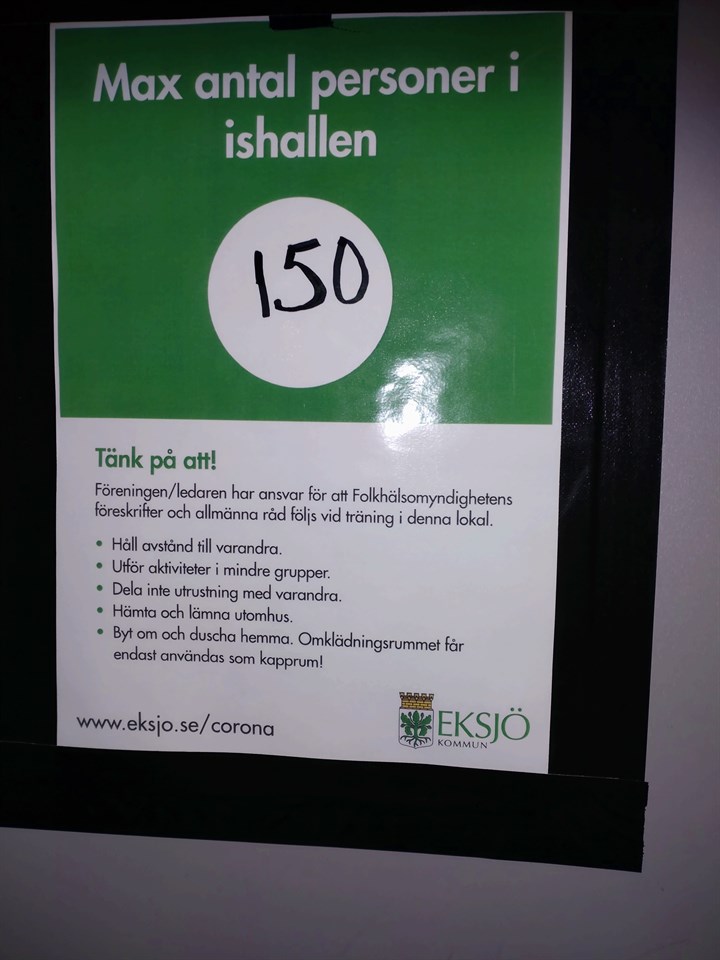 Max antal personer i
ishallen
150
Tänk på att!
Föreningen/ledaren har ansvar för att Folkhälsomyndighetens
föreskrifter och allmänna råd följs vid träning i denna lokal.
• Håll avstånd till varandra.
• Utför aktiviteter i mindre grupper.
• Dela inte utrustning med varandra.
• Hämta och lämna utomhus.
• Byt om och duscha hemma. Omklädningsrummet får
endast användas som kapprum!
www.eksjo.se/corona
EKSJÖ
KOMMUN